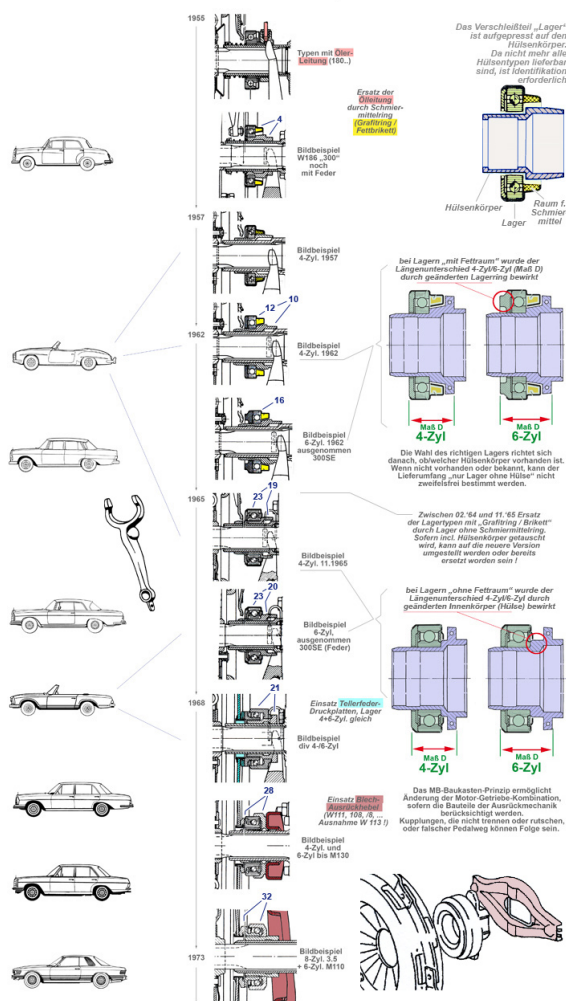 1955
Typen mit Öler-
Leitung (180..)
Das Verschleißteil „Lager"
ist aufgepresst auf den
Hülsenkörper.
Da nicht mehr alle
Hülsentypen lieferbar
sind, ist Identifikation
erforderlich
Ersatz der
Ölleitung
durch Schmier-
mittelring
(Grafitring /
Fettbrikett)
4
Bildbeispiel
W186 „300"
noch
mit Feder
Hülsenkörper
Lager
Raum f.
Schmier
mittel
1957
Bildbeispiel
4-Zyl. 1957
bei Lagern „mit Fettraum" wurde der
Längenunterschied 4-Zyl/6-Zyl (Maß D)
durch geänderten Lagerring bewirkt
12
10
1962
Bildbeispiel
4-Zyl. 1962
Maß D
4-Zyl
Maß D
6-Zyl
16
Bildbeispiel
6-Zyl. 1962
ausgenommen
300SE
Die Wahl des richtigen Lagers richtet sich
danach, ob/welcher Hülsenkörper vorhanden ist.
Wenn nicht vorhanden oder bekannt, kann der
Lieferumfang „nur Lager ohne Hülse" nicht
zweifelsfrei bestimmt werden.
1965
19
23
Bildbeispiel
4-Zyl. 11.1965
Zwischen 02.'64 und 11.'65 Ersatz
der Lagertypen mit „Grafitring / Brikett"
durch Lager ohne Schmiermittelring.
Sofern incl. Hülsenkörper getauscht
wird, kann auf die neuere Version
umgestellt werden oder bereits
ersetzt worden sein !
20
23
Bildbeispiel
6-Zyl,
ausgenommen
300SE (Feder)
bei Lagern „ohne Fettraum" wurde der
Längenunterschied 4-Zyl/6-Zyl durch
geänderten Innenkörper (Hülse) bewirkt
Maß D
4-Zyl
Maß D
6-Zyl
1968
21
Einsatz Tellerfeder-
Druckplatten, Lager
4+6-Zyl. gleich
Bildbeispiel
div 4-/6-Zyl
28
Einsatz Blech-
Ausrückhebel
(W111, 108, /8, ...
Ausnahme W 113 !)
Bildbeispiel
4-Zyl. und
6-Zyl bis M130
Das MB-Baukasten-Prinzip ermöglicht
Änderung der Motor-Getriebe-Kombination,
sofern die Bauteile der Ausrückmechanik
berücksichtigt werden.
Kupplungen, die nicht trennen oder rutschen,
oder falscher Pedalweg können Folge sein.
32
1973
Bildbeispiel
8-Zyl. 3.5
+ 6-Zyl. M110